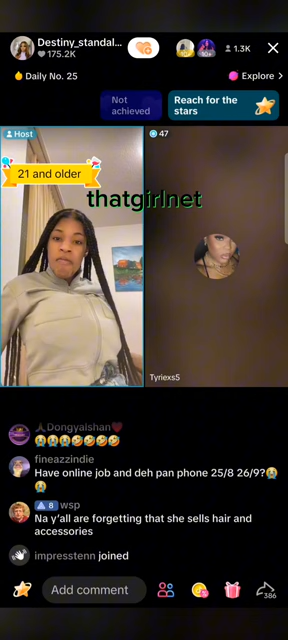 Destiny_standal...
175.2K
10+
1.3K
Daily No. 25
Explore >
Not achieved
Reach for the stars
Host
47
21 and older
thatgirlnet
Tyriexs5
Dongyalshan
fineazzindie
Have online job and deh pan phone 25/8 26/9?😭
😭
8 wsp
Na y'all are forgetting that she sells hair and
accessories
impresstenn joined
Add comment
386